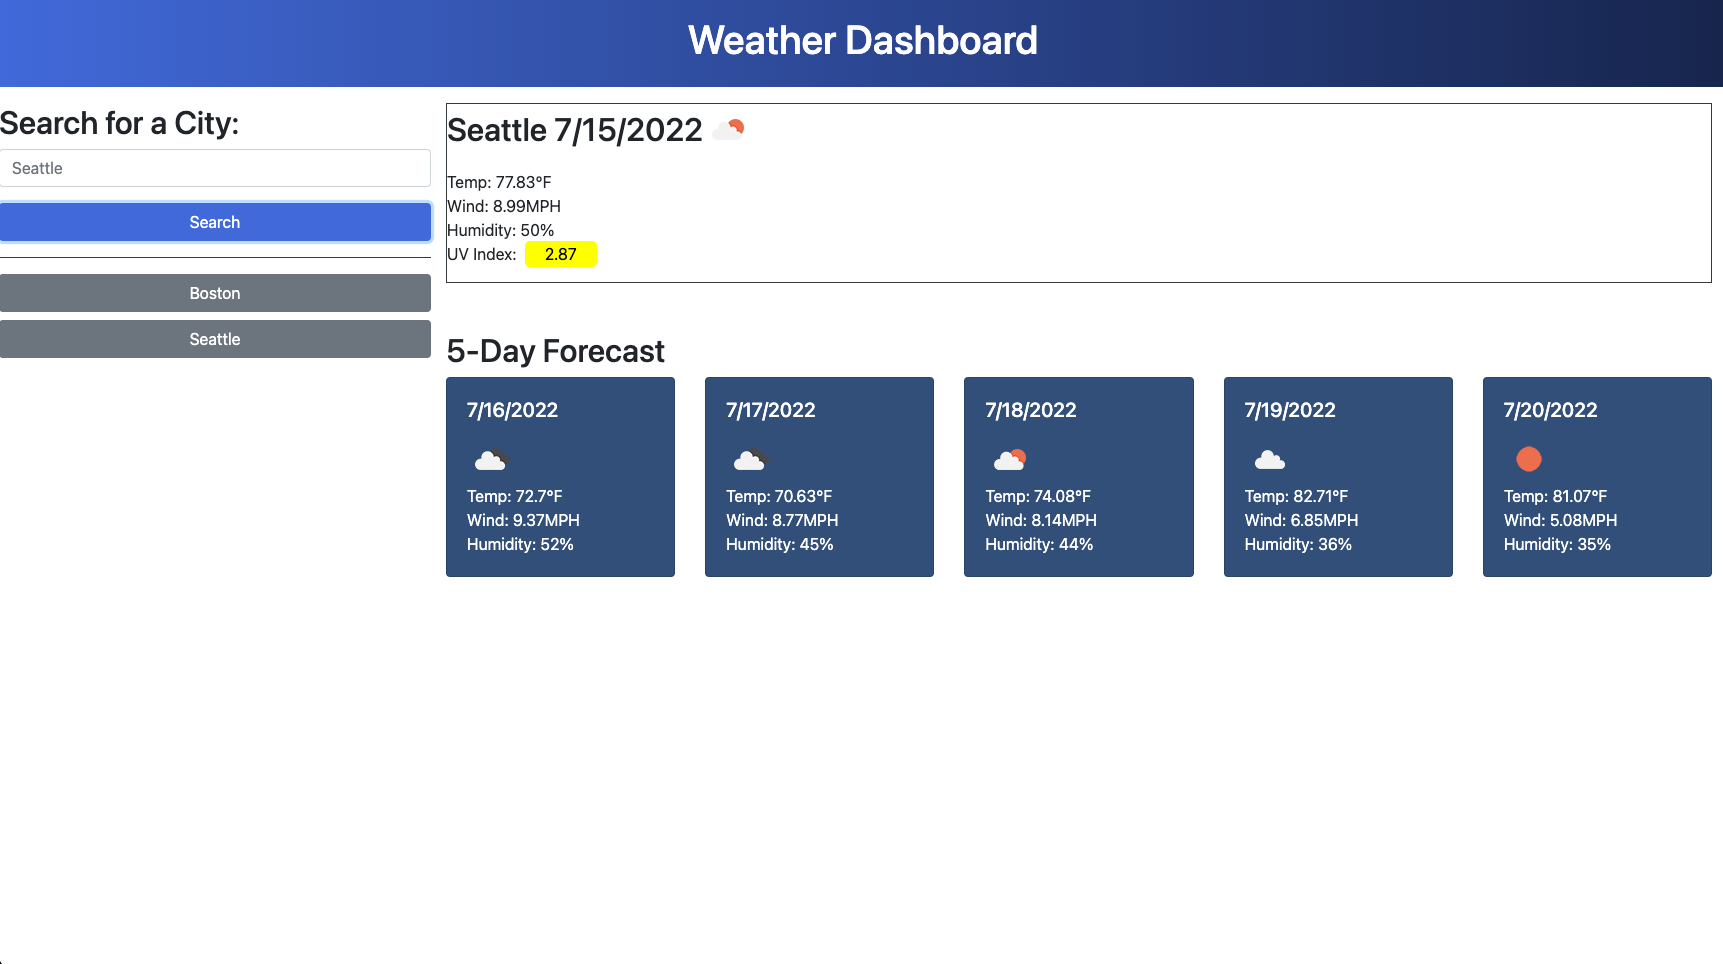 Weather Dashboard
Search for a City:
Seattle
Search
Boston
Seattle
Seattle 7/15/2022
Temp: 77.83°F
Wind: 8.99MPH
Humidity: 50%
UV Index: 2.87
5-Day Forecast
7/16/2022
Temp: 72.7°F
Wind: 9.37MPH
Humidity: 52%
7/17/2022
Temp: 70.63°F
Wind: 8.77MPH
Humidity: 45%
7/18/2022
Temp: 74.08°F
Wind: 8.14MPH
Humidity: 44%
7/19/2022
Temp: 82.71°F
Wind: 6.85MPH
Humidity: 36%
7/20/2022
Temp: 81.07°F
Wind: 5.08MPH
Humidity: 35%